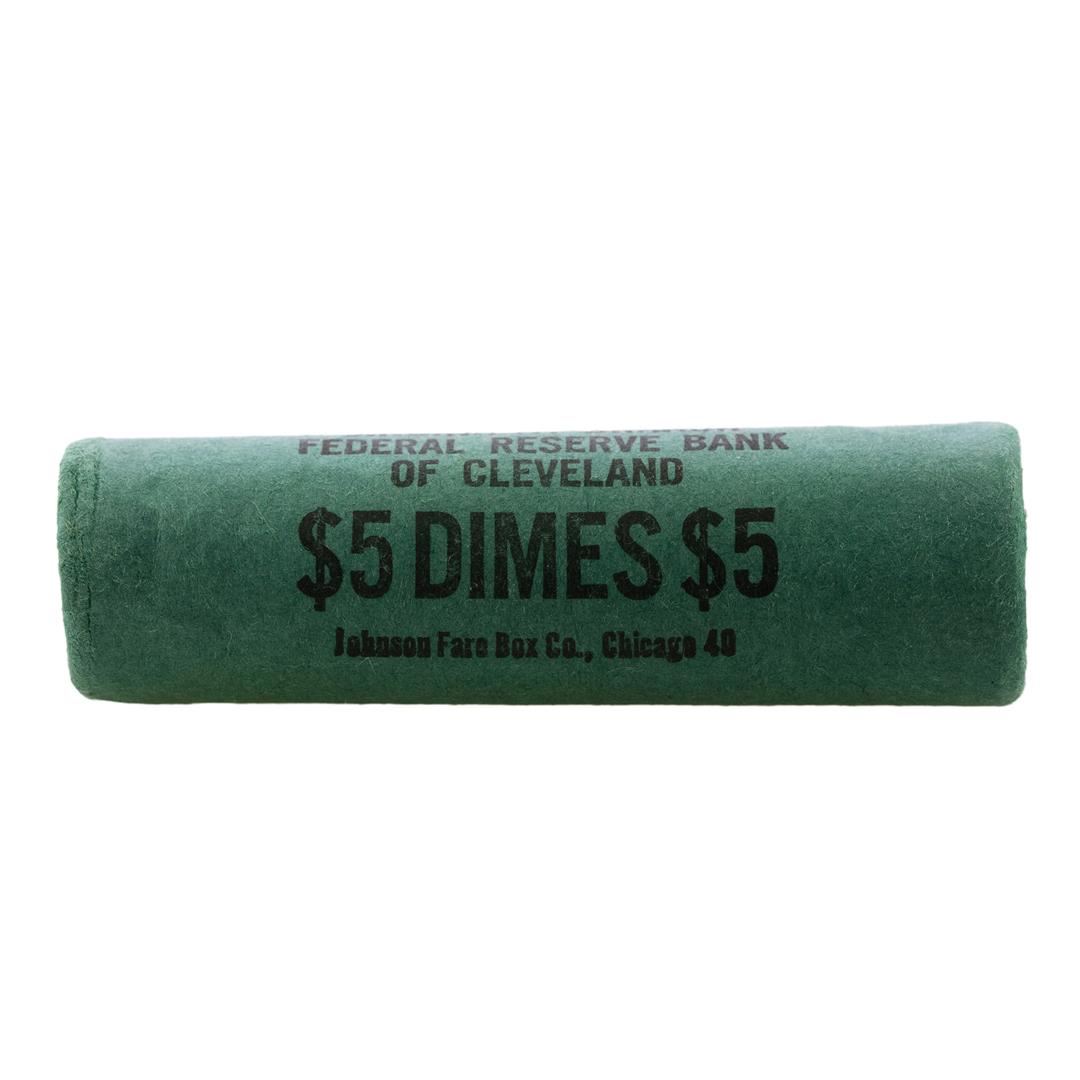 FEDERAL RESERVE BANK
OF CLEVELAND
$5 DIMES $5
Johnson Fare Box Co., Chicago 40